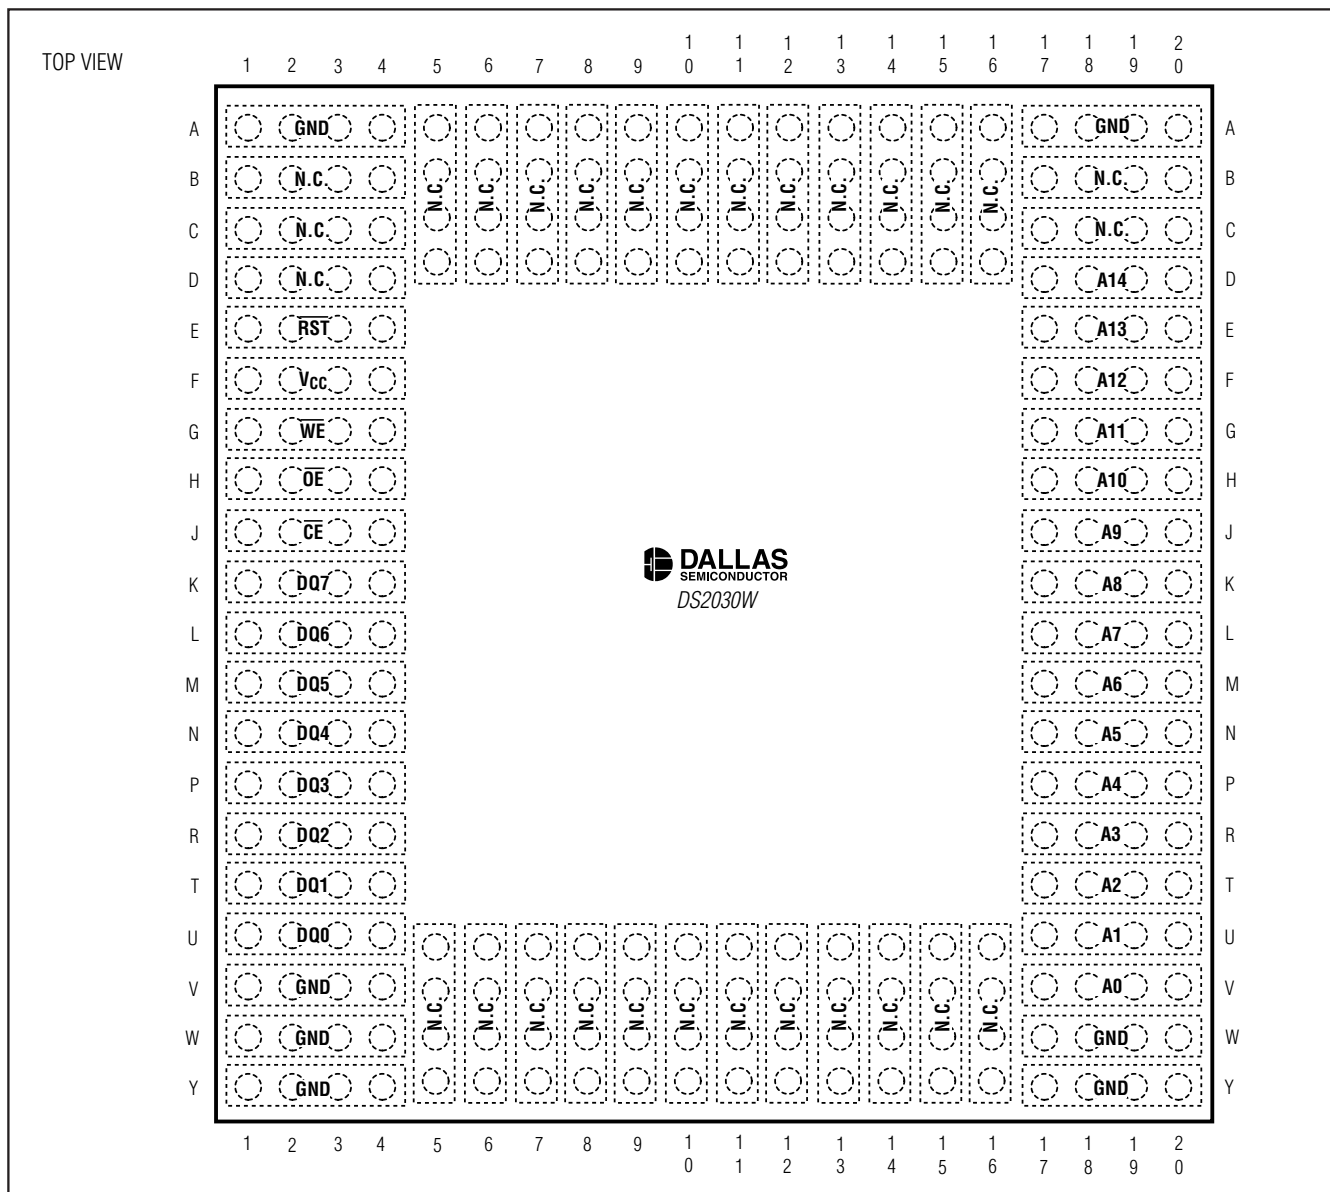 TOP VIEW
1 2 3 4 5 6 7 8 9 10 11 12 13 14 15 16 17 18 19 20
A GND GND A
B N.C. N.C. B
N.C. N.C. N.C. N.C. N.C. N.C. N.C. N.C. N.C. N.C. N.C. N.C.
C N.C. N.C. C
D N.C. A14 D
E RST A13 E
F VCC A12 F
G WE A11 G
H OE A10 H
J CE A9 J
DALLAS
SEMICONDUCTOR
DS2030W
K DQ7 A8 K
L DQ6 A7 L
M DQ5 A6 M
N DQ4 A5 N
P DQ3 A4 P
R DQ2 A3 R
T DQ1 A2 T
U DQ0 A1 U
V GND A0 V
N.C. N.C. N.C. N.C. N.C. N.C. N.C. N.C. N.C. N.C. N.C. N.C.
W GND GND W
Y GND GND Y
1 2 3 4 5 6 7 8 9 10 11 12 13 14 15 16 17 18 19 20